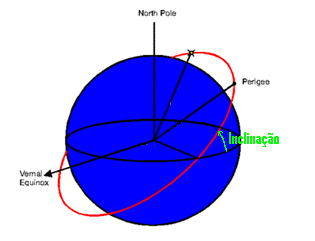 North Pole
Perigee
Inclinação
Vernal
Equinox